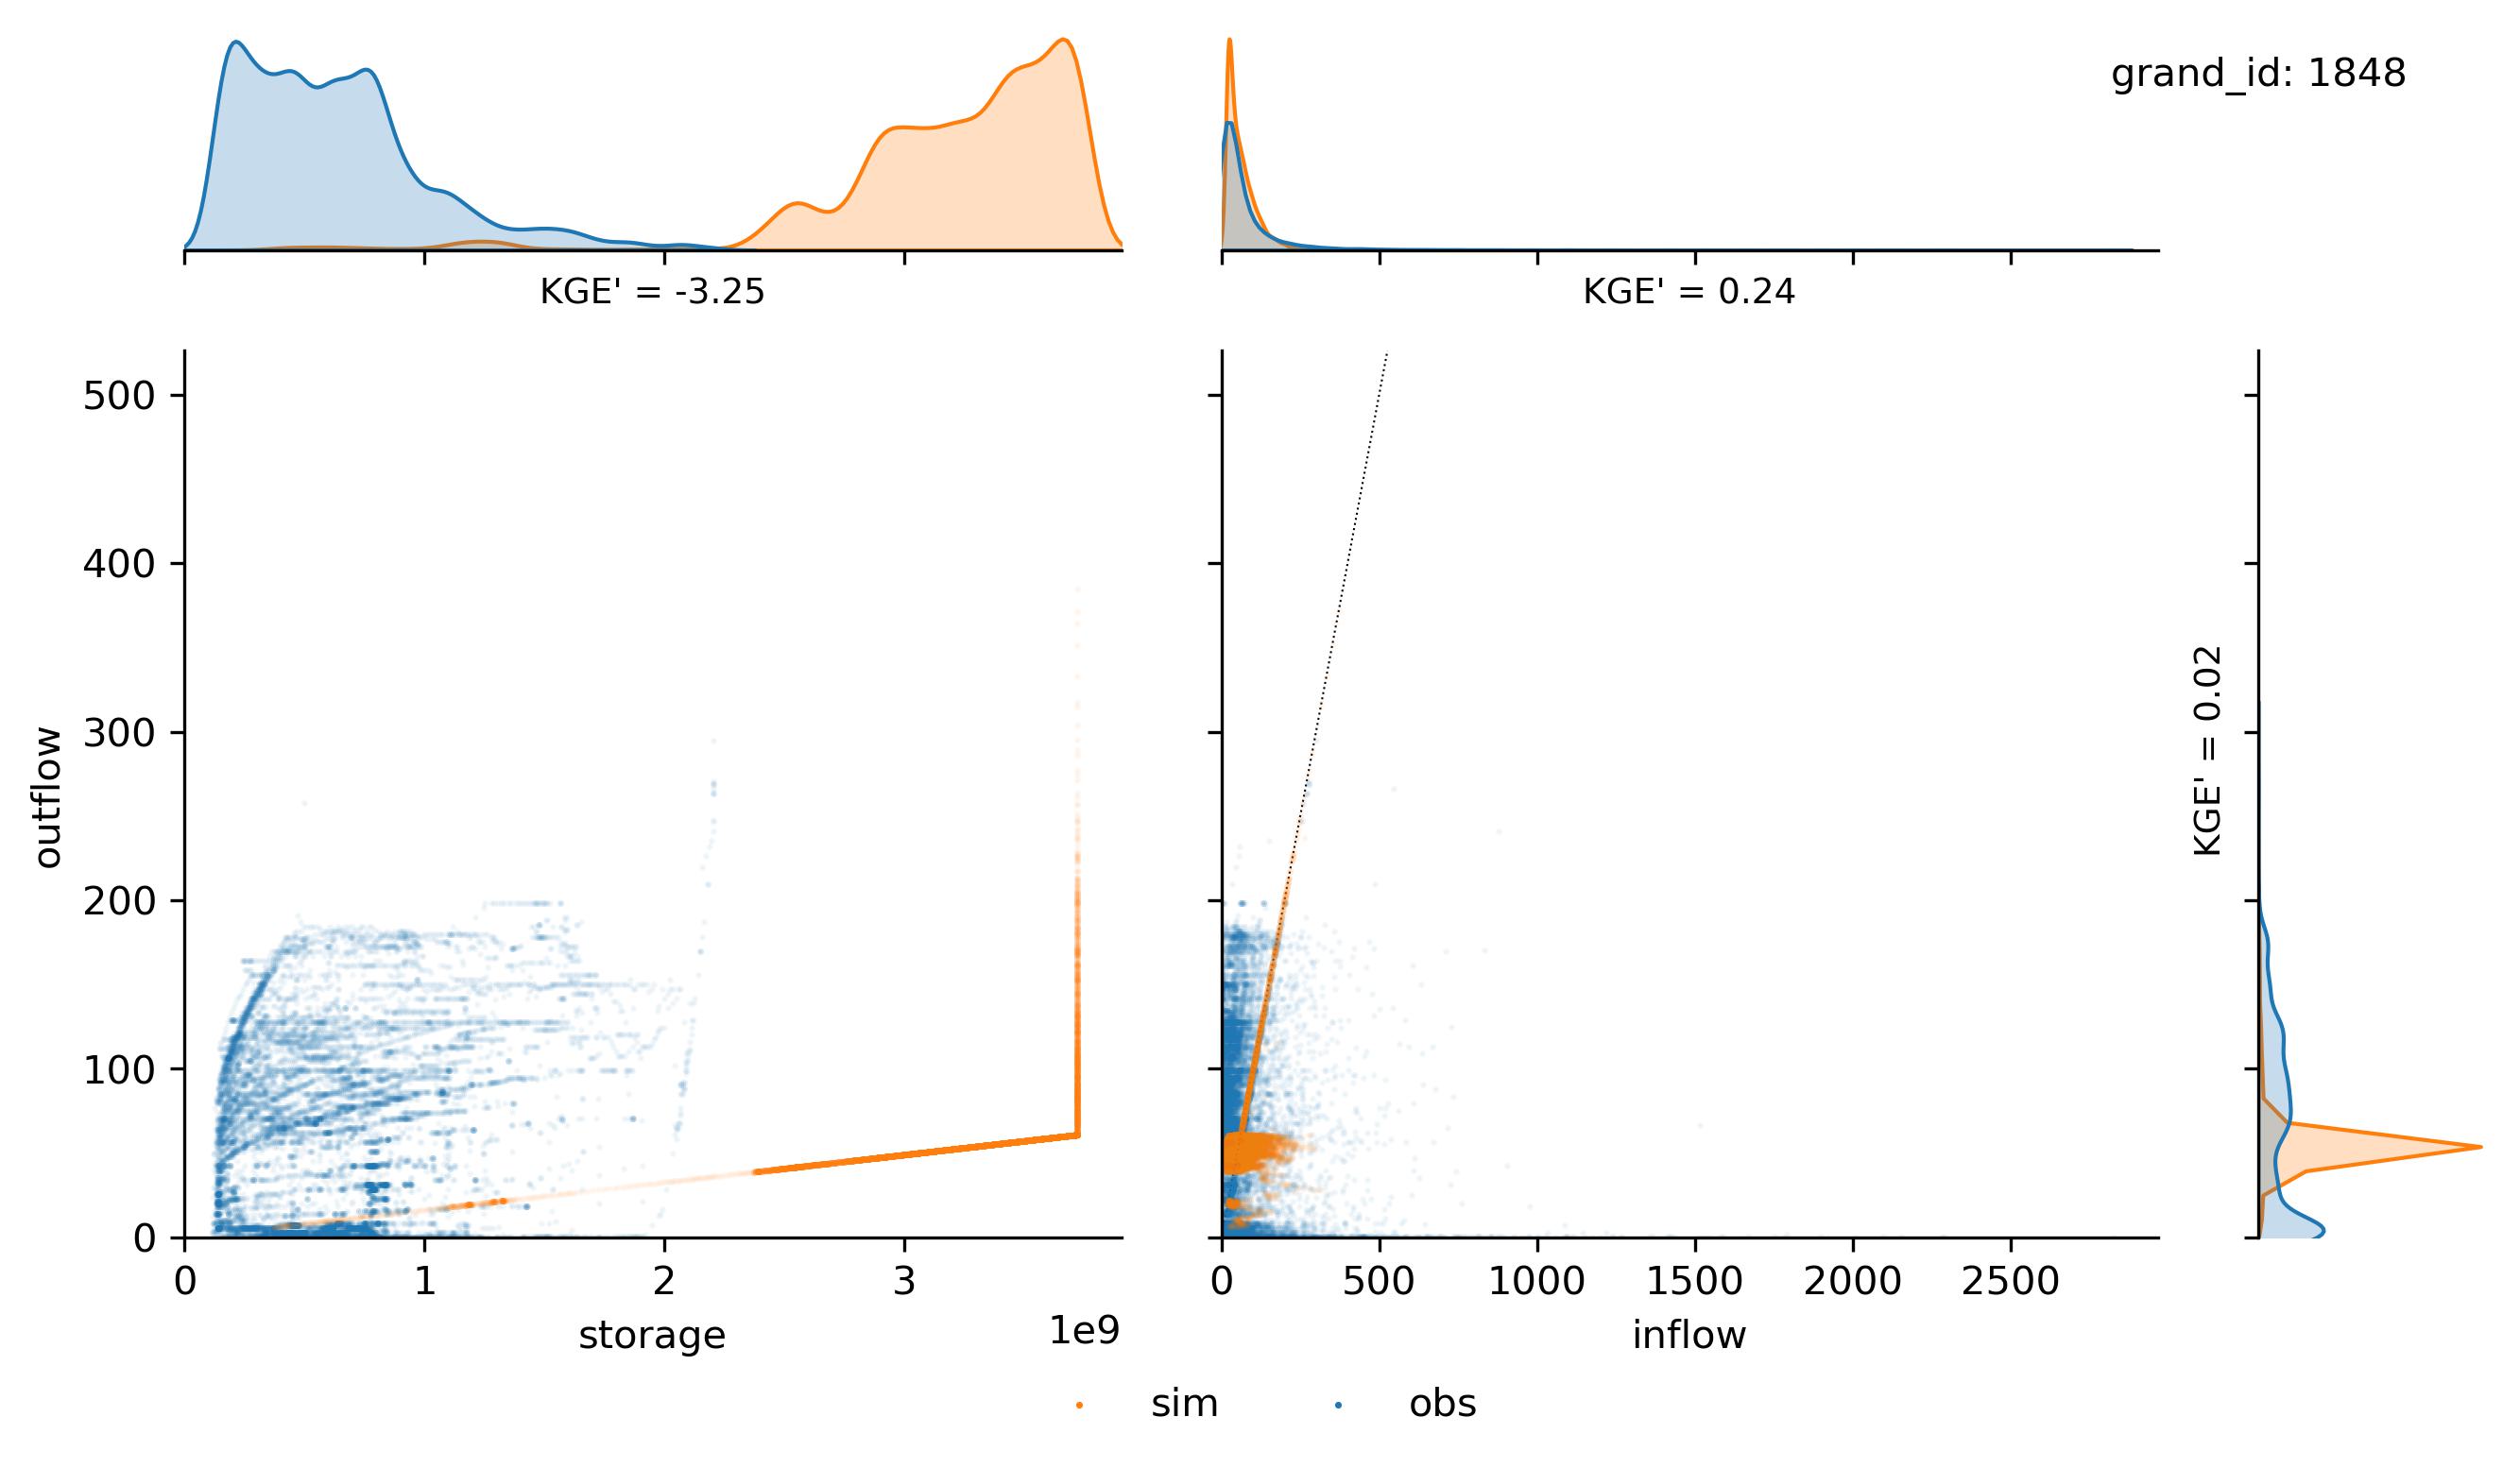 grand_id: 1848
KGE' = -3.25
KGE' = 0.24
500
400
300
200
100
0
outflow
KGE' = 0.02
0 1 2 3
0 500 1000 1500 2000 2500
1e9
storage
inflow
sim obs